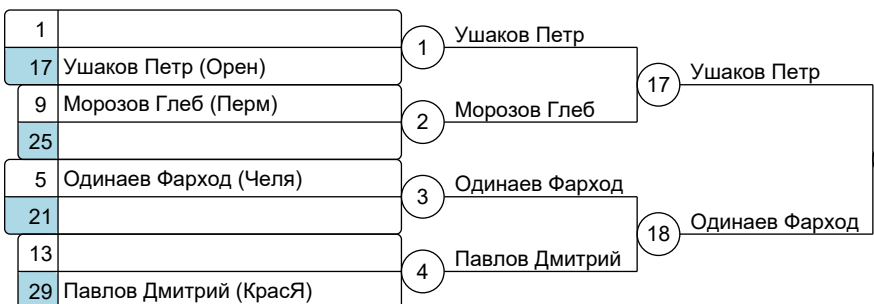 1
17 Ушаков Петр (Орен)
9 Морозов Глеб (Перм)
25
5 Одинаев Фарход (Челя)
21
13
29 Павлов Дмитрий (КрасЯ)
1 Ушаков Петр
2 Морозов Глеб
3 Одинаев Фарход
4 Павлов Дмитрий
17 Ушаков Петр
18 Одинаев Фарход